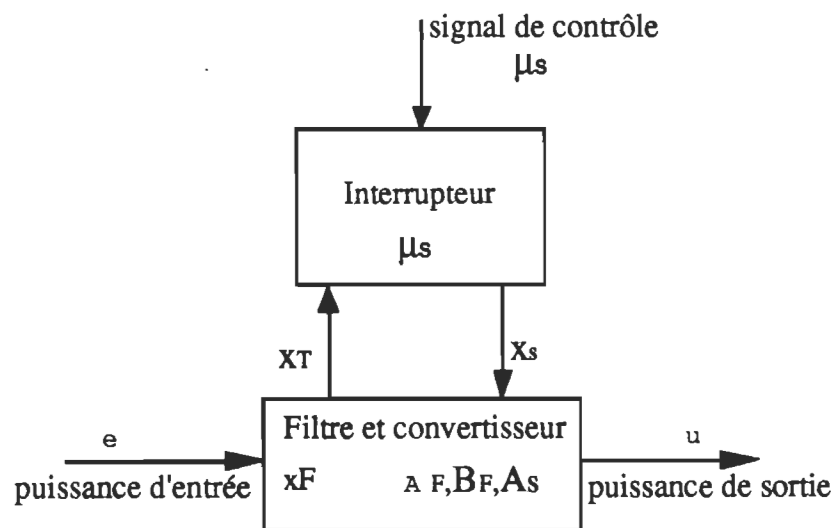 signal de contrôle
μs
Interrupteur
μs
XT
Xs
Filtre et convertisseur
e
u
xF
A F,BF,As
puissance d'entrée
puissance de sortie